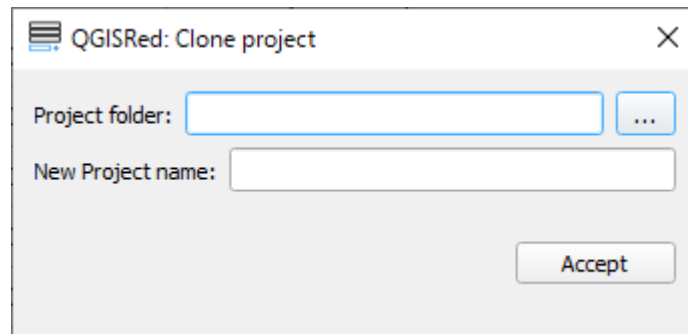 QGISRed: Clone project
Project folder:
...
New Project name:
Accept